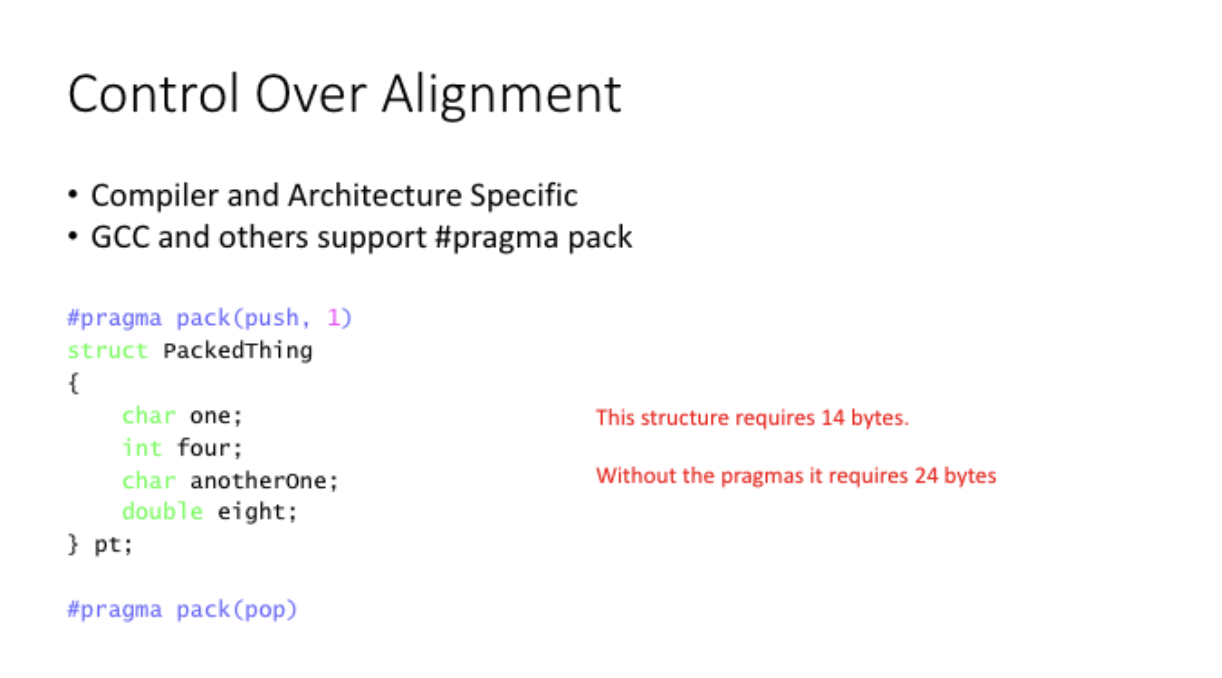 Control Over Alignment
• Compiler and Architecture Specific
• GCC and others support #pragma pack
#pragma pack(push, 1)
struct PackedThing
{
    char one;
    int four;
    char anotherOne;
    double eight;
} pt;
#pragma pack(pop)
This structure requires 14 bytes.
Without the pragmas it requires 24 bytes